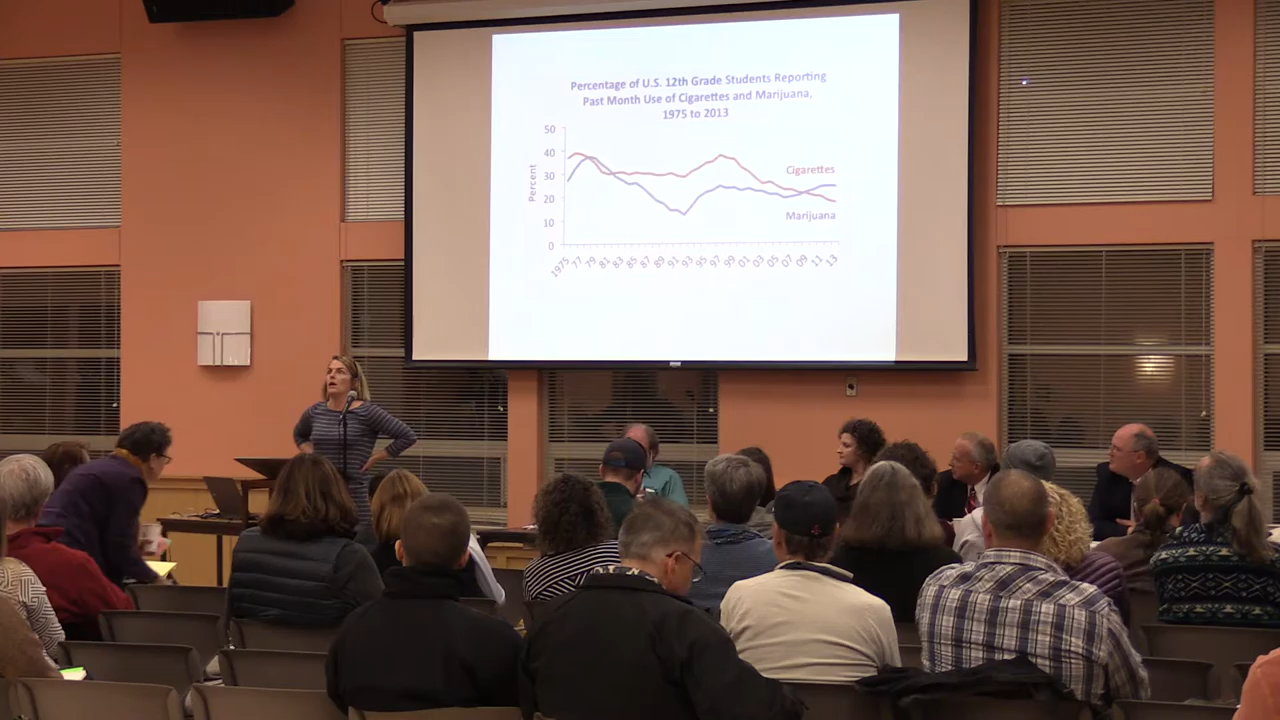 Percentage of U.S. 12th Grade Students Reporting
Past Month Use of Cigarettes and Marijuana,
1975 to 2013
50
40
30
20
10
0
Percent
Cigarettes
Marijuana
1975 77 79 81 83 85 87 89 91 93 95 97 99 01 03 05 07 09 11 13